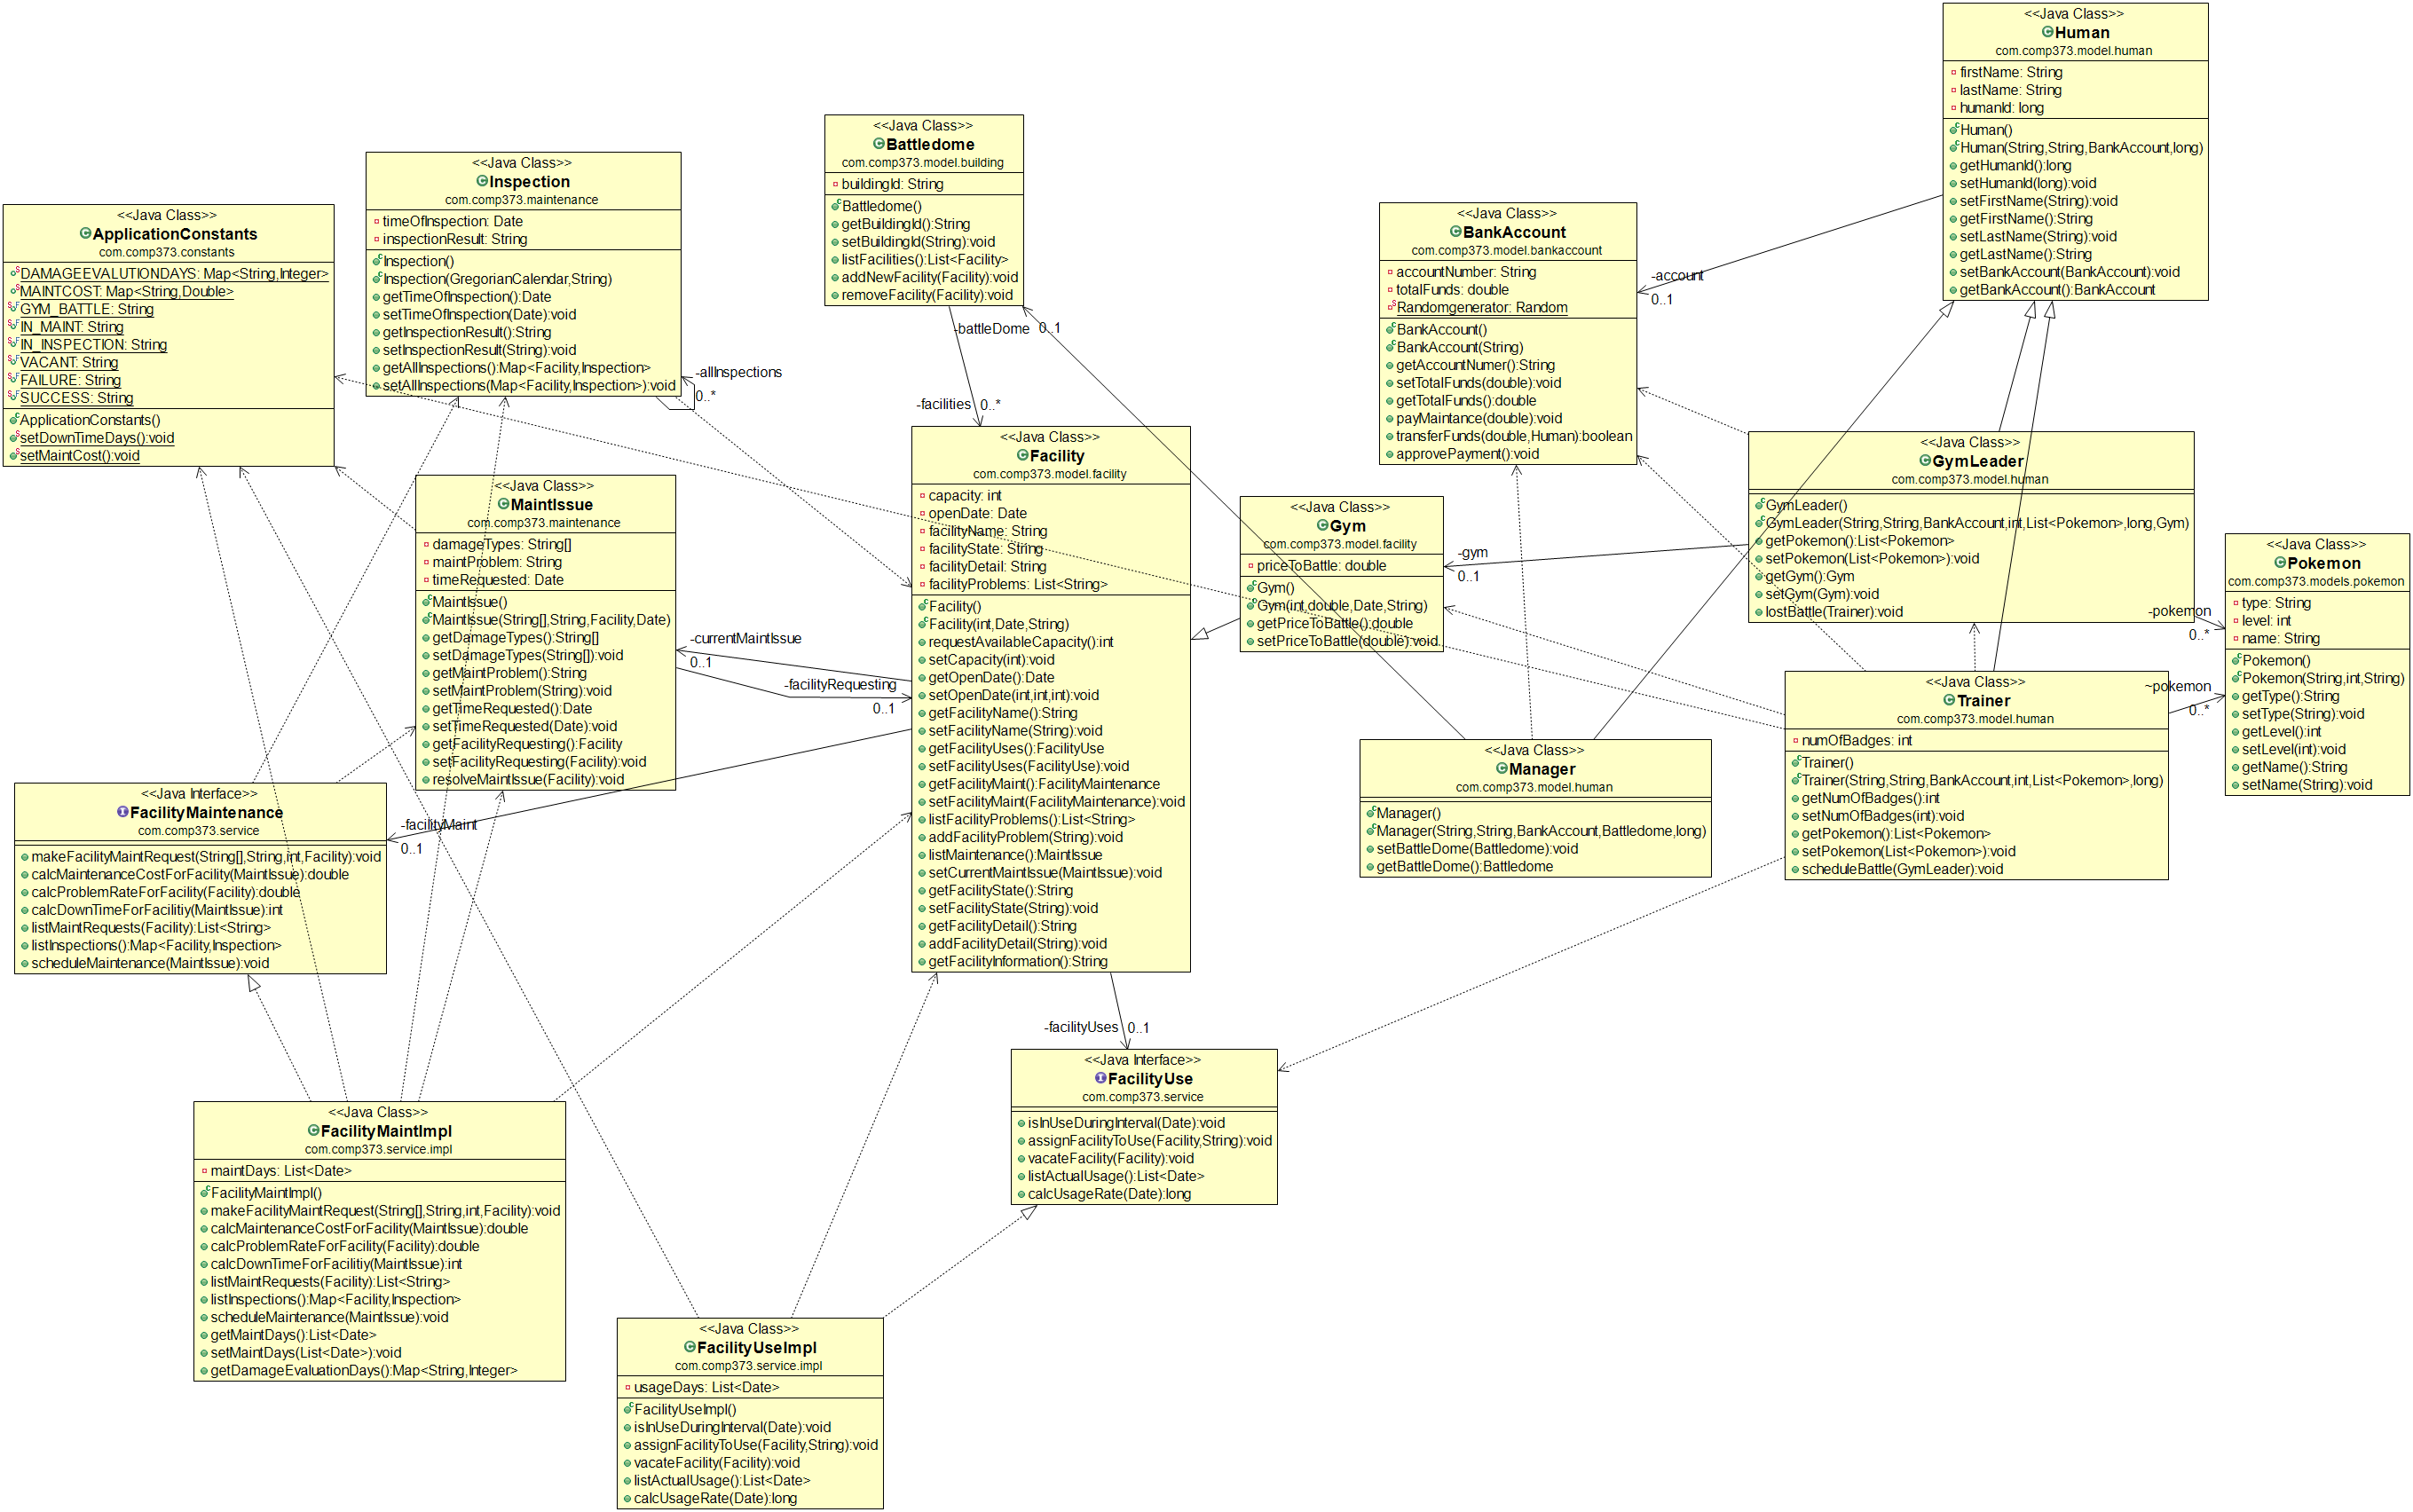 <<Java Class>>
Human
com.comp373.model.human
firstName: String
lastName: String
humanId: long
Human()
Human(String,String,BankAccount,long)
getHumanId():long
setHumanId(long):void
setFirstName(String):void
getFirstName():String
setLastName(String):void
getLastName():String
setBankAccount(BankAccount):void
getBankAccount():BankAccount
<<Java Class>>
Battledome
com.comp373.model.building
buildingId: String
Battledome()
getBuildingId():String
setBuildingId(String):void
listFacilities():List<Facility>
addNewFacility(Facility):void
removeFacility(Facility):void
<<Java Class>>
Inspection
com.comp373.maintenance
timeOfInspection: Date
inspectionResult: String
Inspection()
Inspection(GregorianCalendar,String)
getTimeOfInspection():Date
setTimeOfInspection(Date):void
getInspectionResult():String
setInspectionResult(String):void
getAllInspections():Map<Facility,Inspection>
setAllInspections(Map<Facility,Inspection>):void
<<Java Class>>
ApplicationConstants
com.comp373.constants
DAMAGEEVALUTIONDAYS: Map<String,Integer>
MAINTCOST: Map<String,Double>
GYM_BATTLE: String
IN_MAINT: String
IN_INSPECTION: String
VACANT: String
FAILURE: String
SUCCESS: String
ApplicationConstants()
setDownTimeDays():void
setMaintCost():void
<<Java Class>>
BankAccount
com.comp373.model.bankaccount
accountNumber: String
totalFunds: double
Randomgenerator: Random
BankAccount()
BankAccount(String)
getAccountNumer():String
setTotalFunds(double):void
getTotalFunds():double
payMaintance(double):void
transferFunds(double,Human):boolean
approvePayment():void
-account
0..1
-battleDome
0..1
-allInspections
0..*
-facilities
0..*
<<Java Class>>
Facility
com.comp373.model.facility
capacity: int
openDate: Date
facilityName: String
facilityState: String
facilityDetail: String
facilityProblems: List<String>
Facility()
Facility(int,Date,String)
requestAvailableCapacity():int
setCapacity(int):void
getOpenDate():Date
setOpenDate(int,int,int):void
getFacilityName():String
setFacilityName(String):void
getFacilityUses():FacilityUse
setFacilityUses(FacilityUse):void
getFacilityMaint():FacilityMaintenance
setFacilityMaint(FacilityMaintenance):void
listFacilityProblems():List<String>
addFacilityProblem(String):void
listMaintenance():MaintIssue
setCurrentMaintIssue(MaintIssue):void
getFacilityState():String
setFacilityState(String):void
getFacilityDetail():String
addFacilityDetail(String):void
getFacilityInformation():String
<<Java Class>>
GymLeader
com.comp373.model.human
GymLeader()
GymLeader(String,String,BankAccount,int,List<Pokemon>,long,Gym)
getPokemon():List<Pokemon>
setPokemon(List<Pokemon>):void
getGym():Gym
setGym(Gym):void
lostBattle(Trainer):void
<<Java Class>>
MaintIssue
com.comp373.maintenance
damageTypes: String[]
maintProblem: String
timeRequested: Date
MaintIssue()
MaintIssue(String[],String,Facility,Date)
getDamageTypes():String[]
setDamageTypes(String[]):void
getMaintProblem():String
setMaintProblem(String):void
getTimeRequested():Date
setTimeRequested(Date):void
getFacilityRequesting():Facility
setFacilityRequesting(Facility):void
resolveMaintIssue(Facility):void
<<Java Class>>
Gym
com.comp373.model.facility
priceToBattle: double
Gym()
Gym(int,double,Date,String)
getPriceToBattle():double
setPriceToBattle(double):void
-gym
0..1
<<Java Class>>
Pokemon
com.comp373.models.pokemon
type: String
level: int
name: String
Pokemon()
Pokemon(String,int,String)
getType():String
setType(String):void
getLevel():int
setLevel(int):void
getName():String
setName(String):void
-pokemon
0..*
~pokemon
0..*
-currentMaintIssue
0..1
-facilityRequesting
0..1
<<Java Class>>
Trainer
com.comp373.model.human
numOfBadges: int
Trainer()
Trainer(String,String,BankAccount,int,List<Pokemon>,long)
getNumOfBadges():int
setNumOfBadges(int):void
getPokemon():List<Pokemon>
setPokemon(List<Pokemon>):void
scheduleBattle(GymLeader):void
<<Java Class>>
Manager
com.comp373.model.human
Manager()
Manager(String,String,BankAccount,Battledome,long)
setBattleDome(Battledome):void
getBattleDome():Battledome
<<Java Interface>>
FacilityMaintenance
com.comp373.service
makeFacilityMaintRequest(String[],String,int,Facility):void
calcMaintenanceCostForFacility(MaintIssue):double
calcProblemRateForFacility(Facility):double
calcDownTimeForFacilitiy(MaintIssue):int
listMaintRequests(Facility):List<String>
listInspections():Map<Facility,Inspection>
scheduleMaintenance(MaintIssue):void
-facilityMaint
0..1
-facilityUses
0..1
<<Java Interface>>
FacilityUse
com.comp373.service
isInUseDuringInterval(Date):void
assignFacilityToUse(Facility,String):void
vacateFacility(Facility):void
listActualUsage():List<Date>
calcUsageRate(Date):long
<<Java Class>>
FacilityMaintImpl
com.comp373.service.impl
maintDays: List<Date>
FacilityMaintImpl()
makeFacilityMaintRequest(String[],String,int,Facility):void
calcMaintenanceCostForFacility(MaintIssue):double
calcProblemRateForFacility(Facility):double
calcDownTimeForFacilitiy(MaintIssue):int
listMaintRequests(Facility):List<String>
listInspections():Map<Facility,Inspection>
scheduleMaintenance(MaintIssue):void
getMaintDays():List<Date>
setMaintDays(List<Date>):void
getDamageEvaluationDays():Map<String,Integer>
<<Java Class>>
FacilityUseImpl
com.comp373.service.impl
usageDays: List<Date>
FacilityUseImpl()
isInUseDuringInterval(Date):void
assignFacilityToUse(Facility,String):void
vacateFacility(Facility):void
listActualUsage():List<Date>
calcUsageRate(Date):long